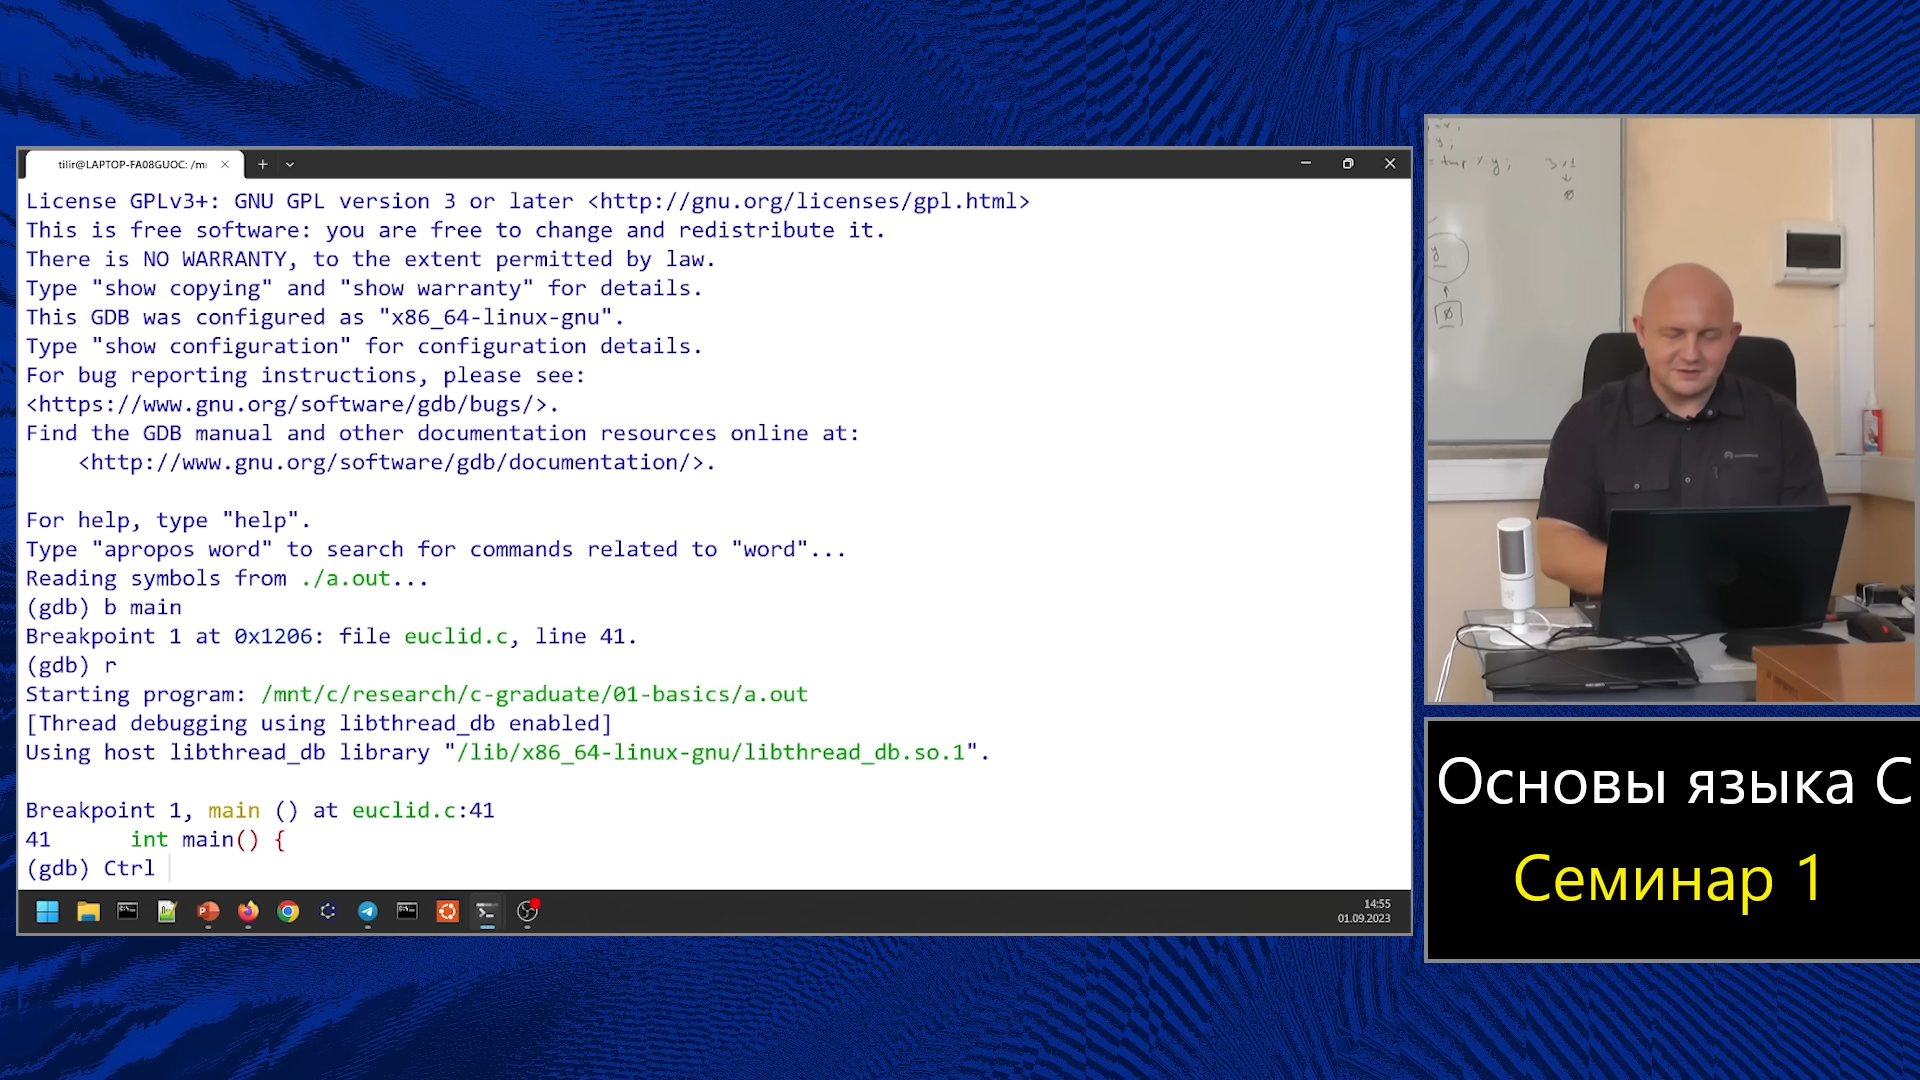 tilir@LAPTOP-FA08GUOC: /m
License GPLv3+: GNU GPL version 3 or later <http://gnu.org/licenses/gpl.html>
This is free software: you are free to change and redistribute it.
There is NO WARRANTY, to the extent permitted by law.
Type "show copying" and "show warranty" for details.
This GDB was configured as "x86_64-linux-gnu".
Type "show configuration" for configuration details.
For bug reporting instructions, please see:
<https://www.gnu.org/software/gdb/bugs/>.
Find the GDB manual and other documentation resources online at:
<http://www.gnu.org/software/gdb/documentation/>.
For help, type "help".
Type "apropos word" to search for commands related to "word"...
Reading symbols from ./a.out...
(gdb) b main
Breakpoint 1 at 0x1206: file euclid.c, line 41.
(gdb) r
Starting program: /mnt/c/research/c-graduate/01-basics/a.out
[Thread debugging using libthread_db enabled]
Using host libthread_db library "/lib/x86_64-linux-gnu/libthread_db.so.1".
Breakpoint 1, main () at euclid.c:41
41 int main() {
(gdb) Ctrl
14:55
01.09.2023
Основы языка C
Семинар 1